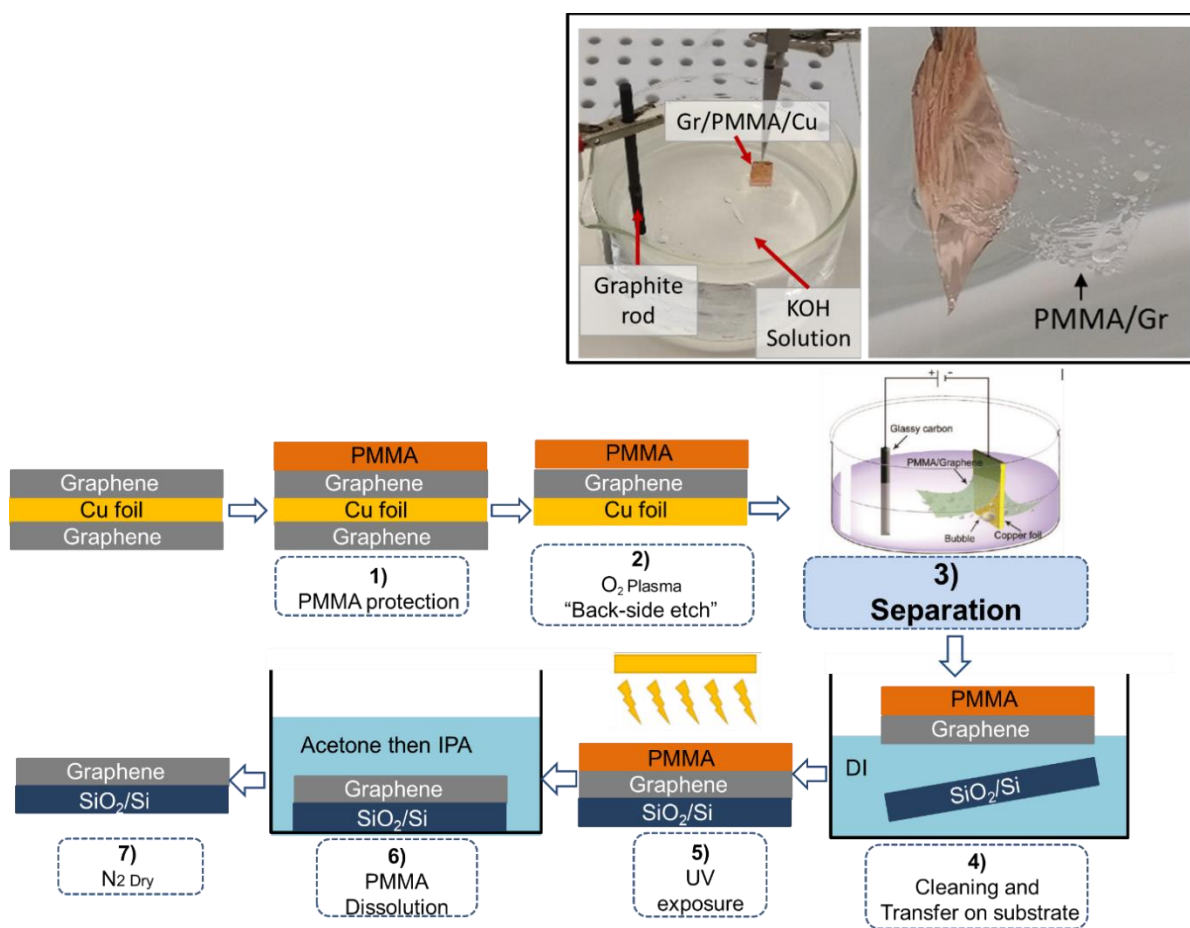 Gr/PMMA/Cu
Graphite
rod
KOH
Solution
PMMA/Gr
+ -
Glassy carbon
PMMA/Graphene
Bubble
Copper foil
Graphene
Cu foil
Graphene
PMMA
Graphene
Cu foil
Graphene
1)
PMMA protection
PMMA
Graphene
Cu foil
2)
O2 Plasma
“Back-side etch”
3)
Separation
PMMA
Graphene
DI
SiO2/Si
4)
Cleaning and
Transfer on substrate
PMMA
Graphene
SiO2/Si
5)
UV
exposure
Acetone then IPA
Graphene
SiO2/Si
6)
PMMA
Dissolution
Graphene
SiO2/Si
7)
N2 Dry